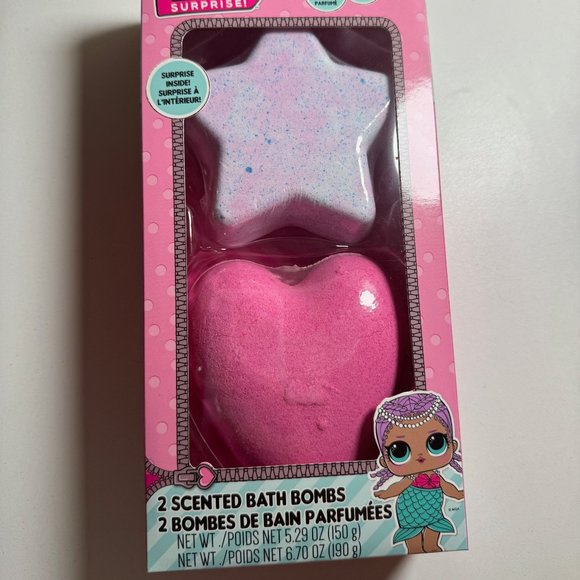 SURPRISE!
PARFUMÉ
SURPRISE
INSIDE!
SURPRISE À
L'INTÉRIEUR!
2 SCENTED BATH BOMBS
2 BOMBES DE BAIN PARFUMÉES
NET WT./POIDS NET 5.29 OZ (150 g)
NET WT./POIDS NET 6.70 OZ (190 g)